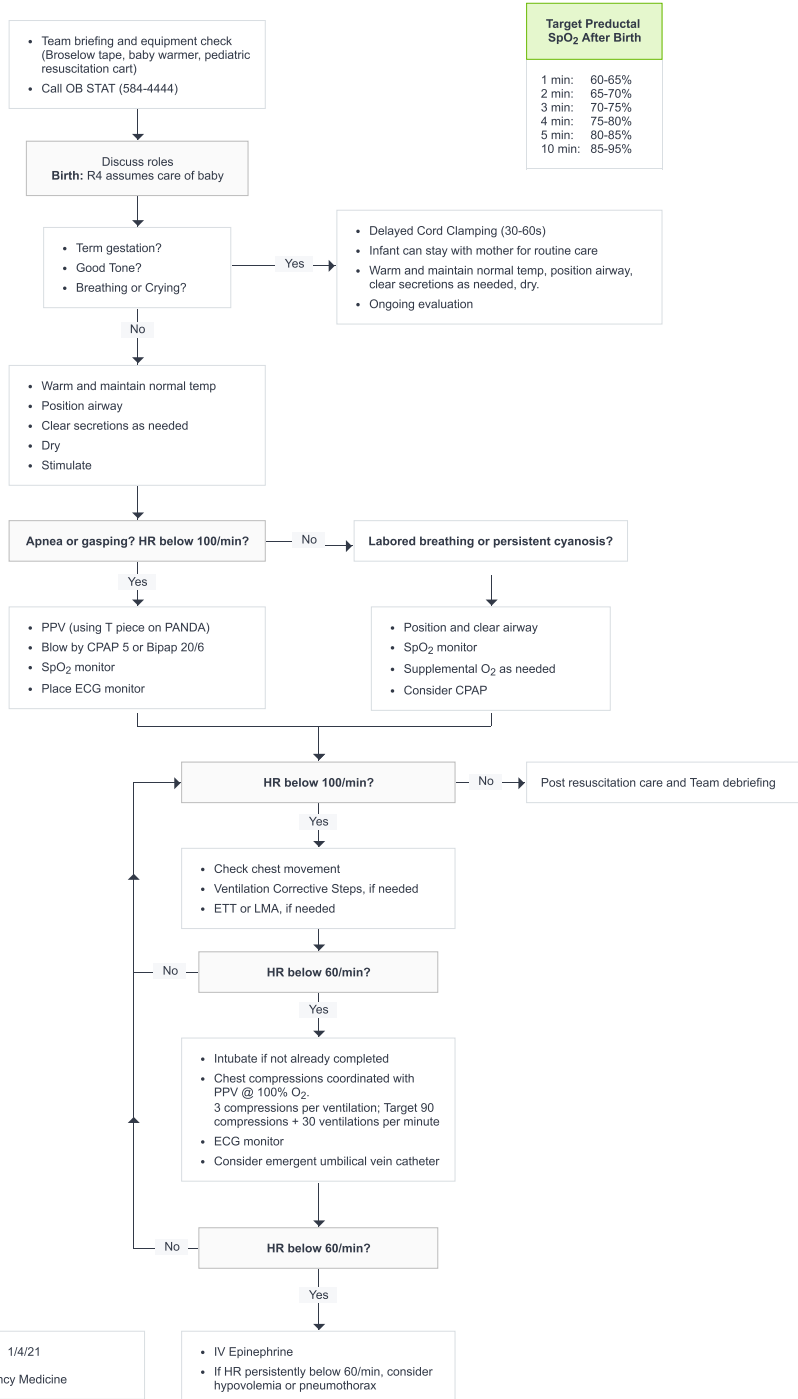 Target Preductal
SpO2 After Birth
1 min: 60-65%
2 min: 65-70%
3 min: 70-75%
4 min: 75-80%
5 min: 80-85%
10 min: 85-95%
• Team briefing and equipment check
(Broselow tape, baby warmer, pediatric
resuscitation cart)
• Call OB STAT (584-4444)
Discuss roles
Birth: R4 assumes care of baby
• Term gestation?
• Good Tone?
• Breathing or Crying?
Yes
• Delayed Cord Clamping (30-60s)
• Infant can stay with mother for routine care
• Warm and maintain normal temp, position airway,
clear secretions as needed, dry.
• Ongoing evaluation
No
• Warm and maintain normal temp
• Position airway
• Clear secretions as needed
• Dry
• Stimulate
Apnea or gasping? HR below 100/min?
No
Labored breathing or persistent cyanosis?
Yes
• PPV (using T piece on PANDA)
• Blow by CPAP 5 or Bipap 20/6
• SpO2 monitor
• Place ECG monitor
• Position and clear airway
• SpO2 monitor
• Supplemental O2 as needed
• Consider CPAP
HR below 100/min?
No
Post resuscitation care and Team debriefing
Yes
• Check chest movement
• Ventilation Corrective Steps, if needed
• ETT or LMA, if needed
No
HR below 60/min?
Yes
• Intubate if not already completed
• Chest compressions coordinated with
PPV @ 100% O2.
3 compressions per ventilation; Target 90
compressions + 30 ventilations per minute
• ECG monitor
• Consider emergent umbilical vein catheter
No
HR below 60/min?
Yes
• IV Epinephrine
• If HR persistently below 60/min, consider
hypovolemia or pneumothorax
1/4/21
ncy Medicine